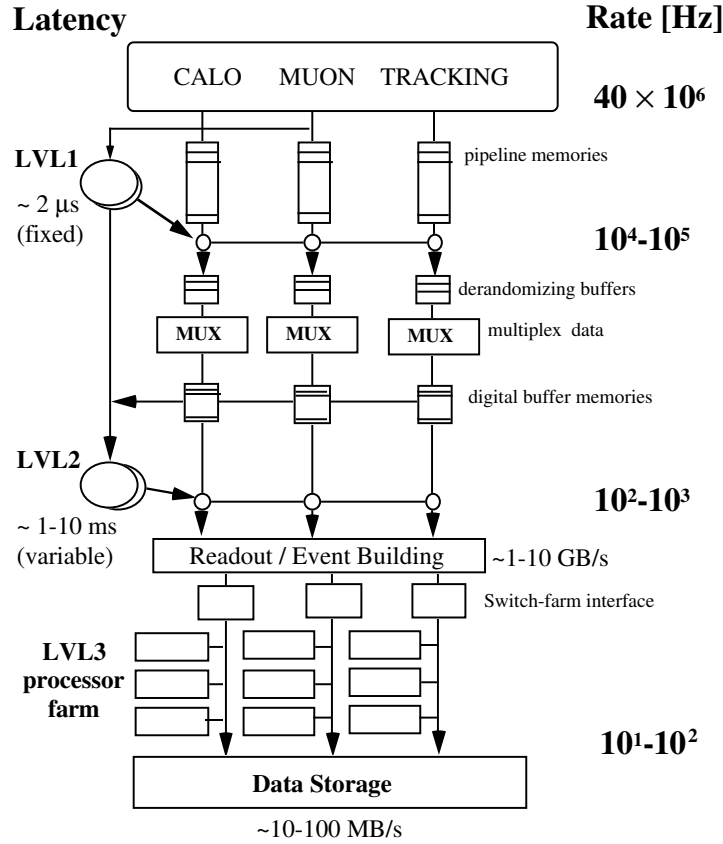 Latency
Rate [Hz]
CALO MUON TRACKING
40 × 10⁶
LVL1
pipeline memories
~ 2 μs
(fixed)
10⁴-10⁵
derandomizing buffers
MUX MUX MUX
multiplex data
digital buffer memories
LVL2
10²-10³
~ 1-10 ms
(variable)
Readout / Event Building
~1-10 GB/s
Switch-farm interface
LVL3
processor
farm
10¹-10²
Data Storage
~10-100 MB/s